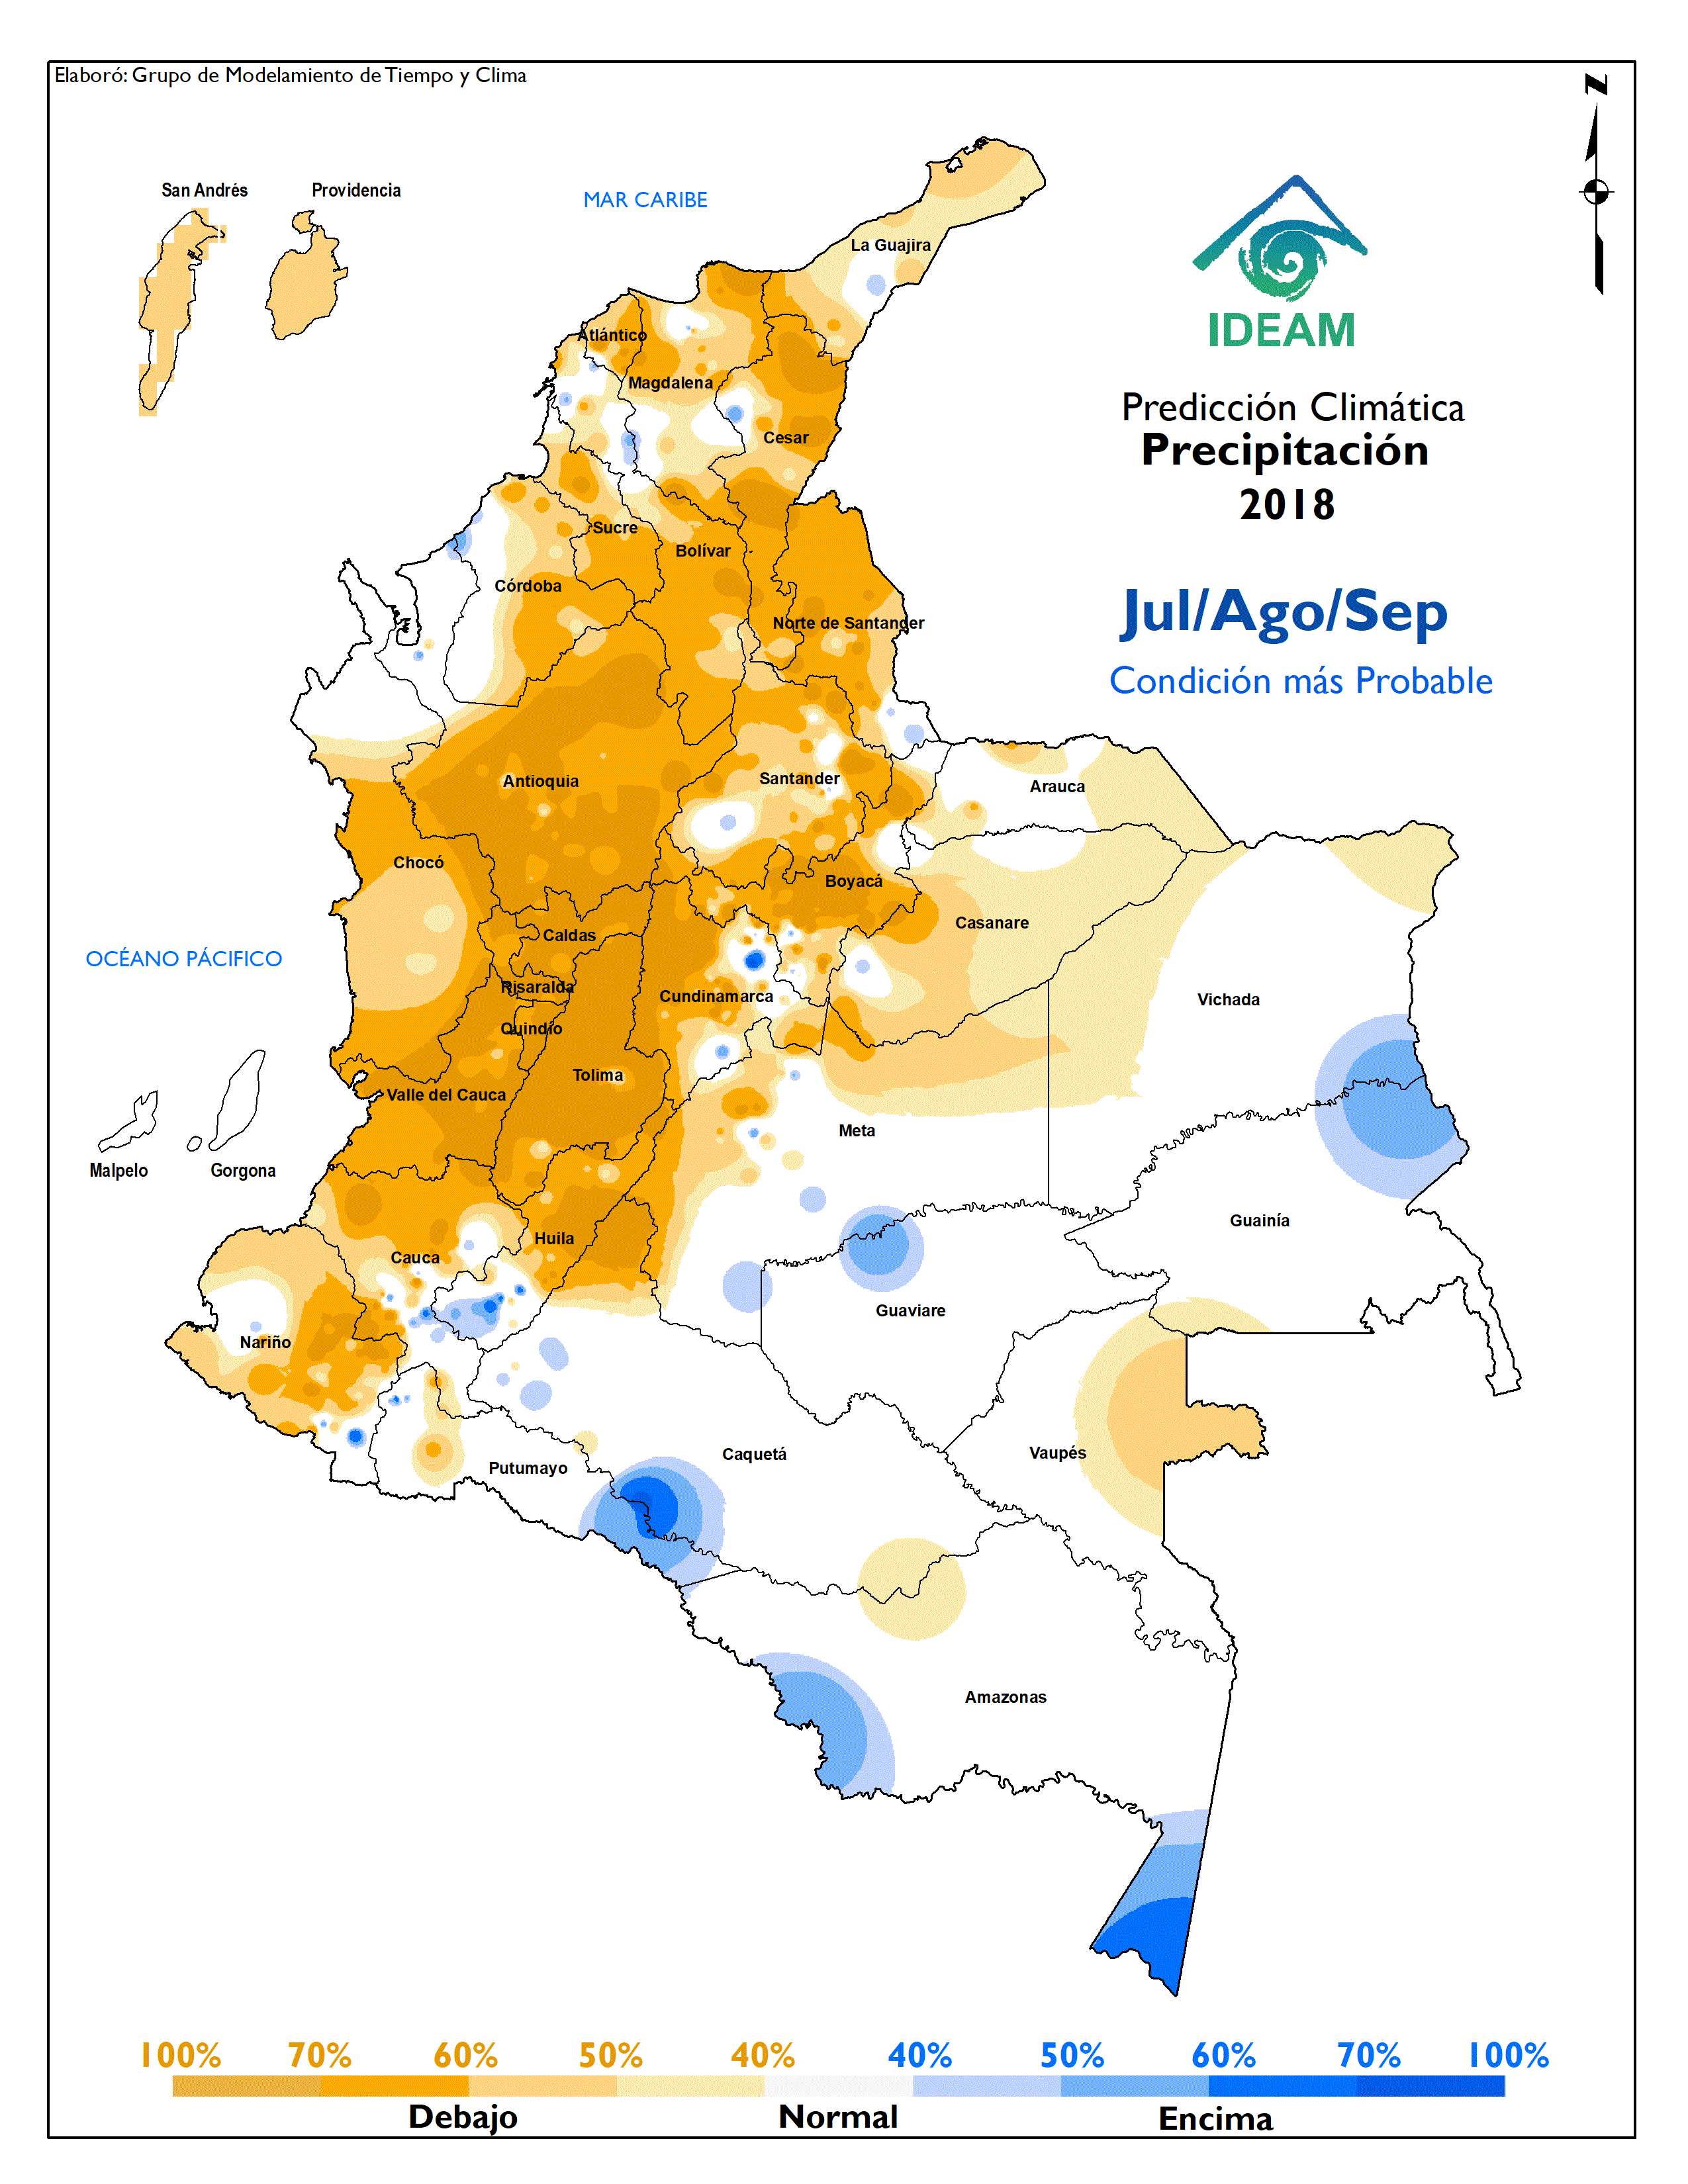 Elaboró: Grupo de Modelamiento de Tiempo y Clima
N
San Andrés
Providencia
MAR CARIBE
La Guajira
IDEAM
Predicción Climática
Precipitación
2018
Jul/Ago/Sep
Condición más Probable
Atlántico
Magdalena
Cesar
Sucre
Bolívar
Córdoba
Norte de Santander
Antioquia
Santander
Arauca
Chocó
Boyacá
Casanare
Caldas
OCÉANO PÁCIFICO
Risaralda
Cundinamarca
Vichada
Quindío
Tolima
Valle del Cauca
Meta
Malpelo
Gorgona
Guainía
Huila
Cauca
Guaviare
Nariño
Caquetá
Vaupés
Putumayo
Amazonas
100% 70% 60% 50% 40% 40% 50% 60% 70% 100%
Debajo Normal Encima